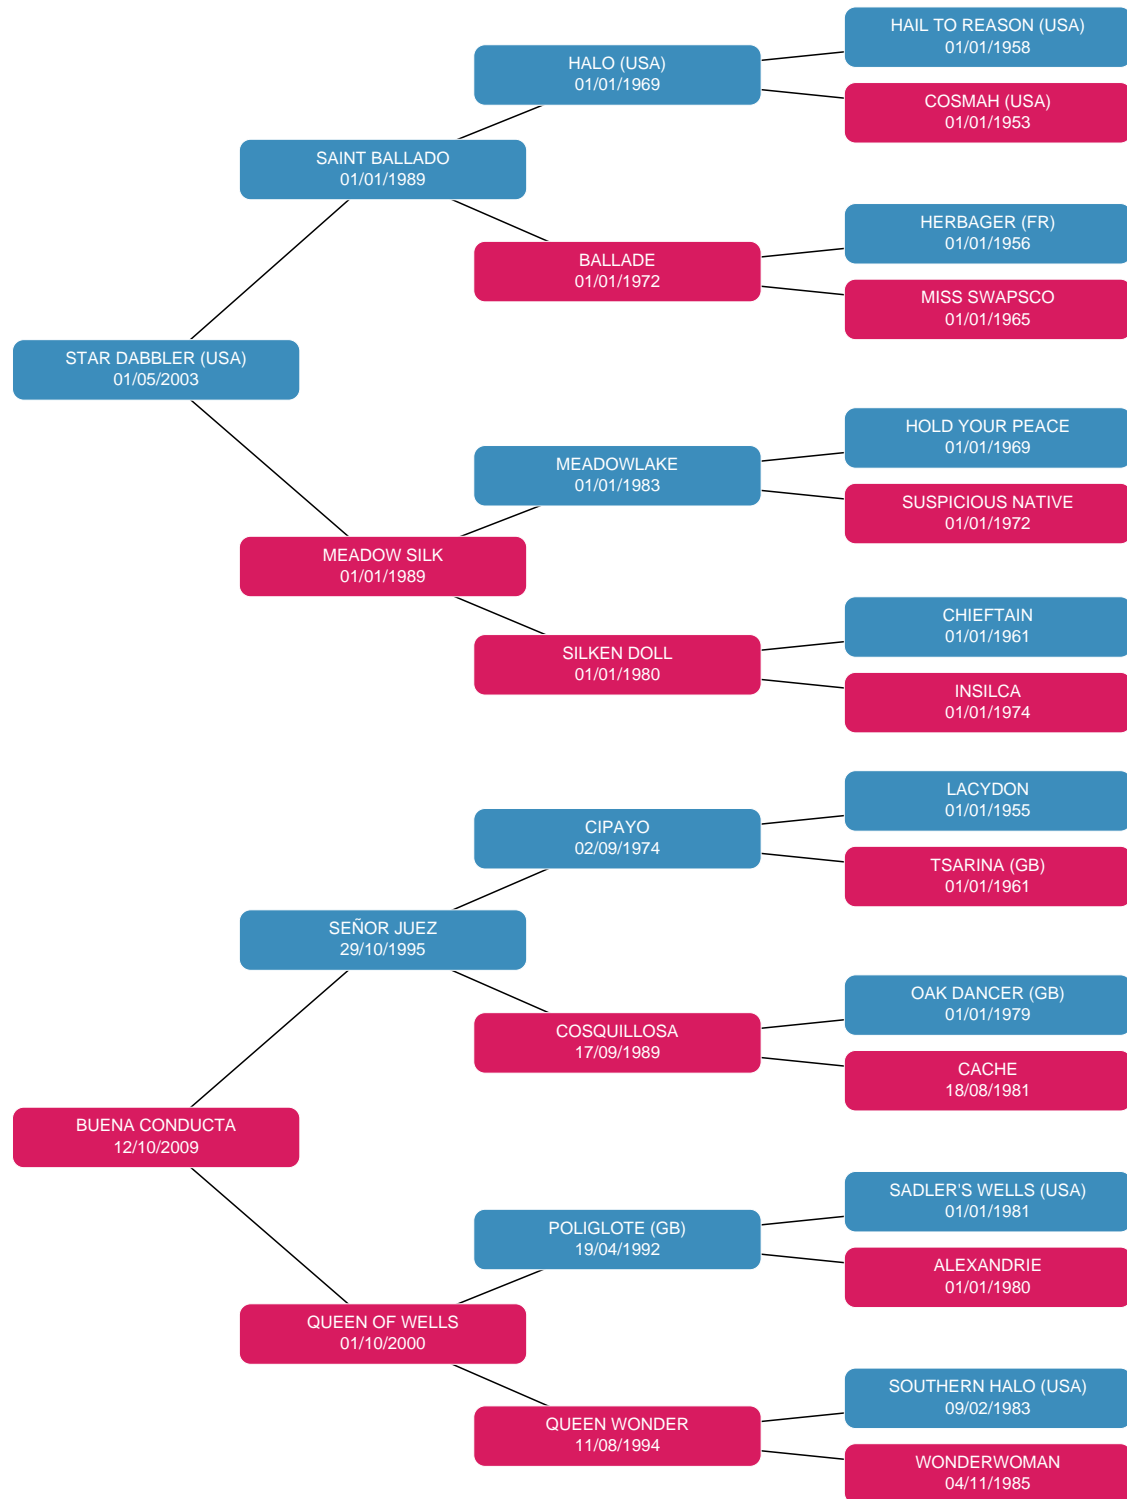 HAIL TO REASON (USA)
01/01/1958
HALO (USA)
01/01/1969
COSMAH (USA)
01/01/1953
SAINT BALLADO
01/01/1989
HERBAGER (FR)
01/01/1956
BALLADE
01/01/1972
MISS SWAPSCO
01/01/1965
STAR DABBLER (USA)
01/05/2003
HOLD YOUR PEACE
01/01/1969
MEADOWLAKE
01/01/1983
SUSPICIOUS NATIVE
01/01/1972
MEADOW SILK
01/01/1989
CHIEFTAIN
01/01/1961
SILKEN DOLL
01/01/1980
INSILCA
01/01/1974
LACYDON
01/01/1955
CIPAYO
02/09/1974
TSARINA (GB)
01/01/1961
SEÑOR JUEZ
29/10/1995
OAK DANCER (GB)
01/01/1979
COSQUILLOSA
17/09/1989
CACHE
18/08/1981
BUENA CONDUCTA
12/10/2009
SADLER'S WELLS (USA)
01/01/1981
POLIGLOTE (GB)
19/04/1992
ALEXANDRIE
01/01/1980
QUEEN OF WELLS
01/10/2000
SOUTHERN HALO (USA)
09/02/1983
QUEEN WONDER
11/08/1994
WONDERWOMAN
04/11/1985